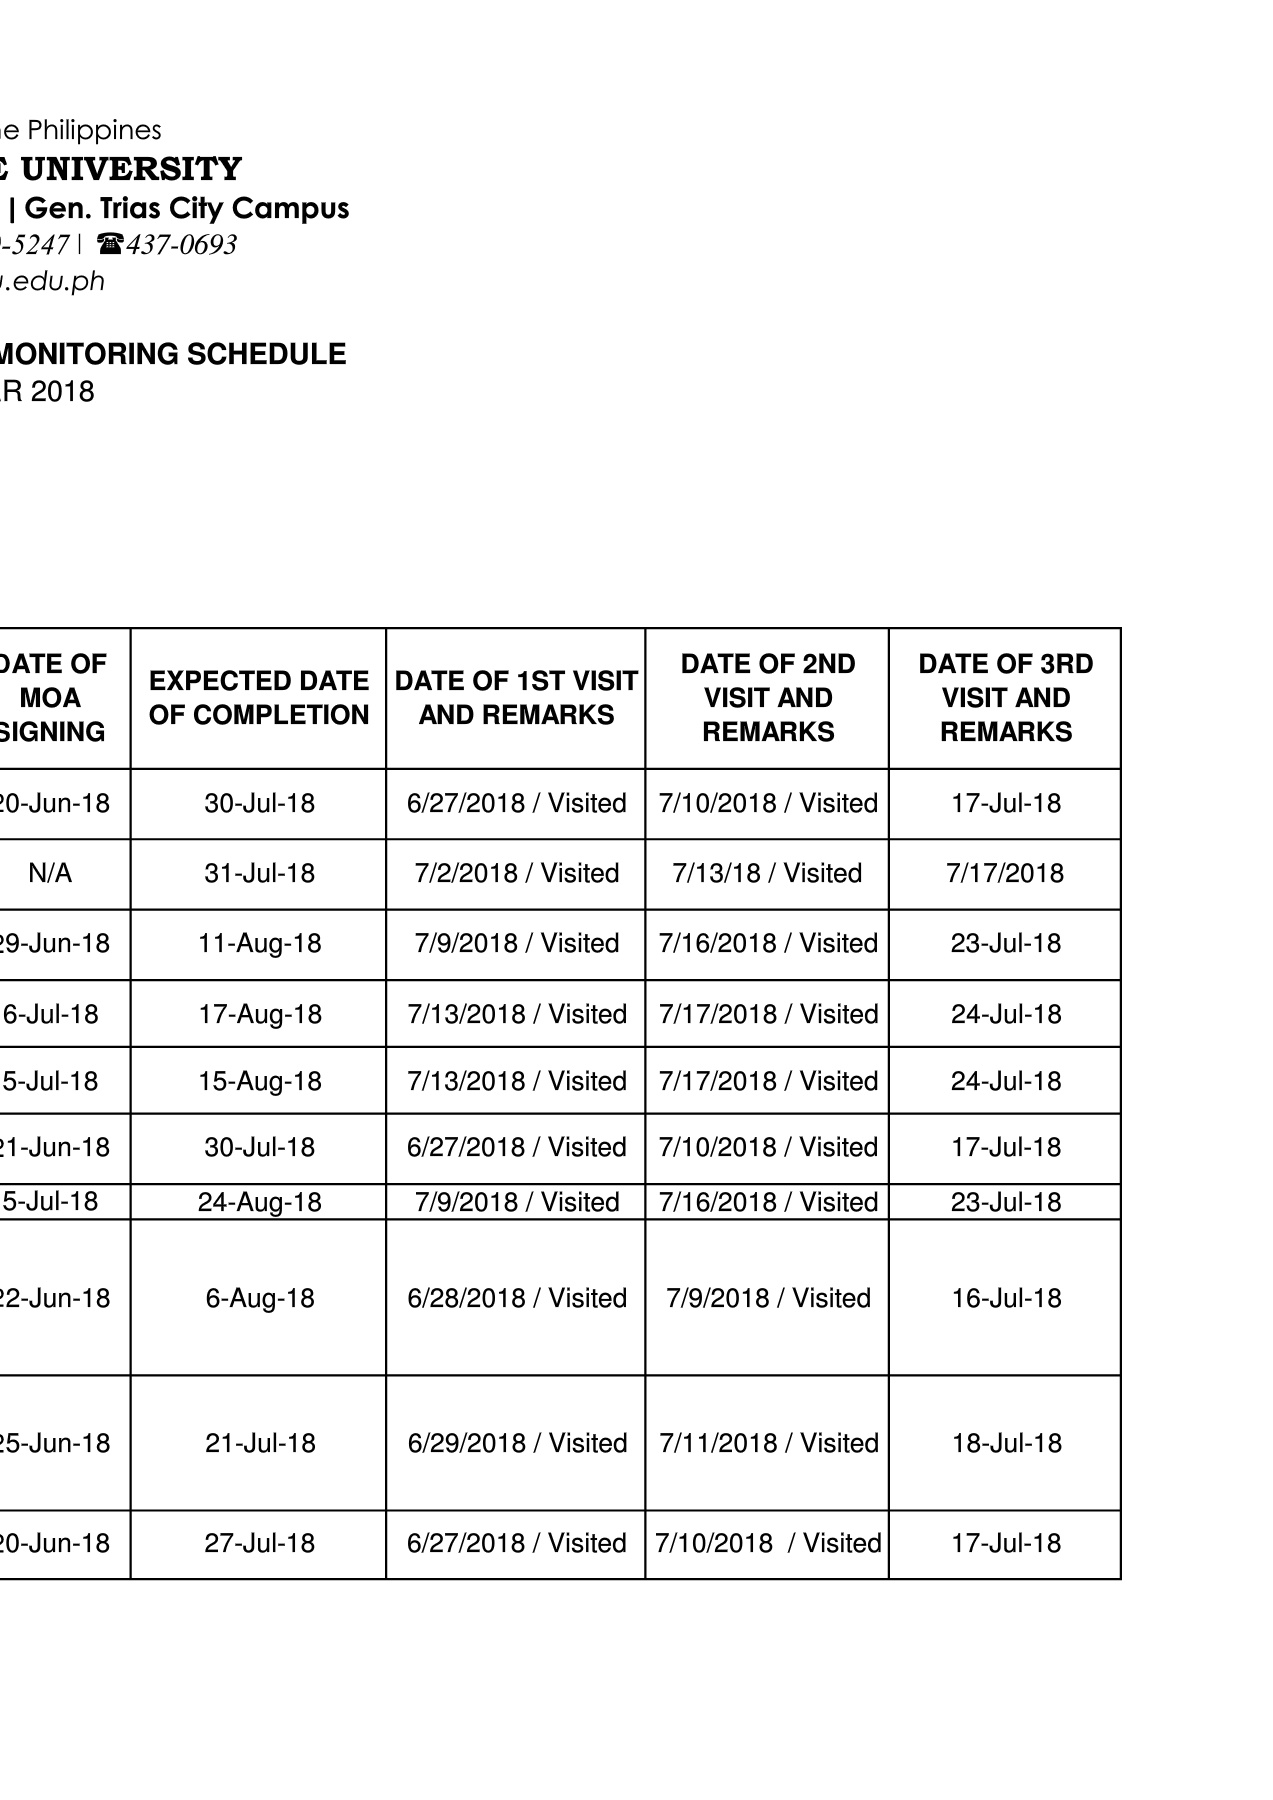 ne Philippines
E UNIVERSITY
| Gen. Trias City Campus
-5247 | ☎437-0693
u.edu.ph
MONITORING SCHEDULE
AR 2018
DATE OF MOA SIGNING EXPECTED DATE OF COMPLETION DATE OF 1ST VISIT AND REMARKS DATE OF 2ND VISIT AND REMARKS DATE OF 3RD VISIT AND REMARKS
20-Jun-18 30-Jul-18 6/27/2018 / Visited 7/10/2018 / Visited 17-Jul-18
N/A 31-Jul-18 7/2/2018 / Visited 7/13/18 / Visited 7/17/2018
29-Jun-18 11-Aug-18 7/9/2018 / Visited 7/16/2018 / Visited 23-Jul-18
6-Jul-18 17-Aug-18 7/13/2018 / Visited 7/17/2018 / Visited 24-Jul-18
5-Jul-18 15-Aug-18 7/13/2018 / Visited 7/17/2018 / Visited 24-Jul-18
21-Jun-18 30-Jul-18 6/27/2018 / Visited 7/10/2018 / Visited 17-Jul-18
5-Jul-18 24-Aug-18 7/9/2018 / Visited 7/16/2018 / Visited 23-Jul-18
22-Jun-18 6-Aug-18 6/28/2018 / Visited 7/9/2018 / Visited 16-Jul-18
25-Jun-18 21-Jul-18 6/29/2018 / Visited 7/11/2018 / Visited 18-Jul-18
20-Jun-18 27-Jul-18 6/27/2018 / Visited 7/10/2018 / Visited 17-Jul-18